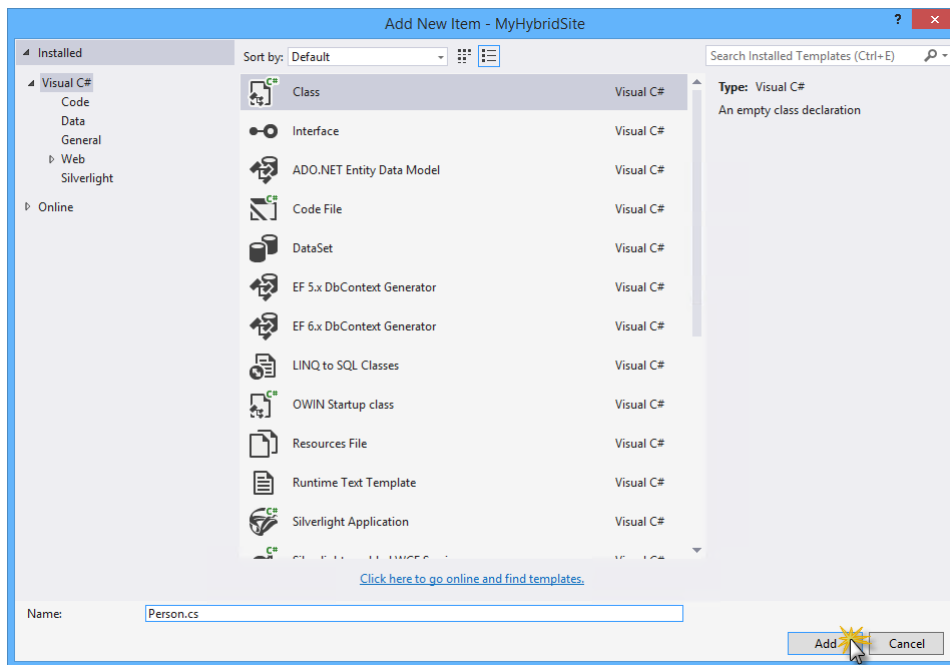 Add New Item - MyHybridSite
?
Installed
Sort by: Default
Search Installed Templates (Ctrl+E)
Visual C#
Code
Data
General
Web
Silverlight
Online
C# Class Visual C#
Interface Visual C#
ADO.NET Entity Data Model Visual C#
C# Code File Visual C#
DataSet Visual C#
EF 5.x DbContext Generator Visual C#
EF 6.x DbContext Generator Visual C#
LINQ to SQL Classes Visual C#
C# OWIN Startup class Visual C#
Resources File Visual C#
Runtime Text Template Visual C#
C# Silverlight Application Visual C#
C#
Type: Visual C#
An empty class declaration
Click here to go online and find templates.
Name: Person.cs
Add Cancel